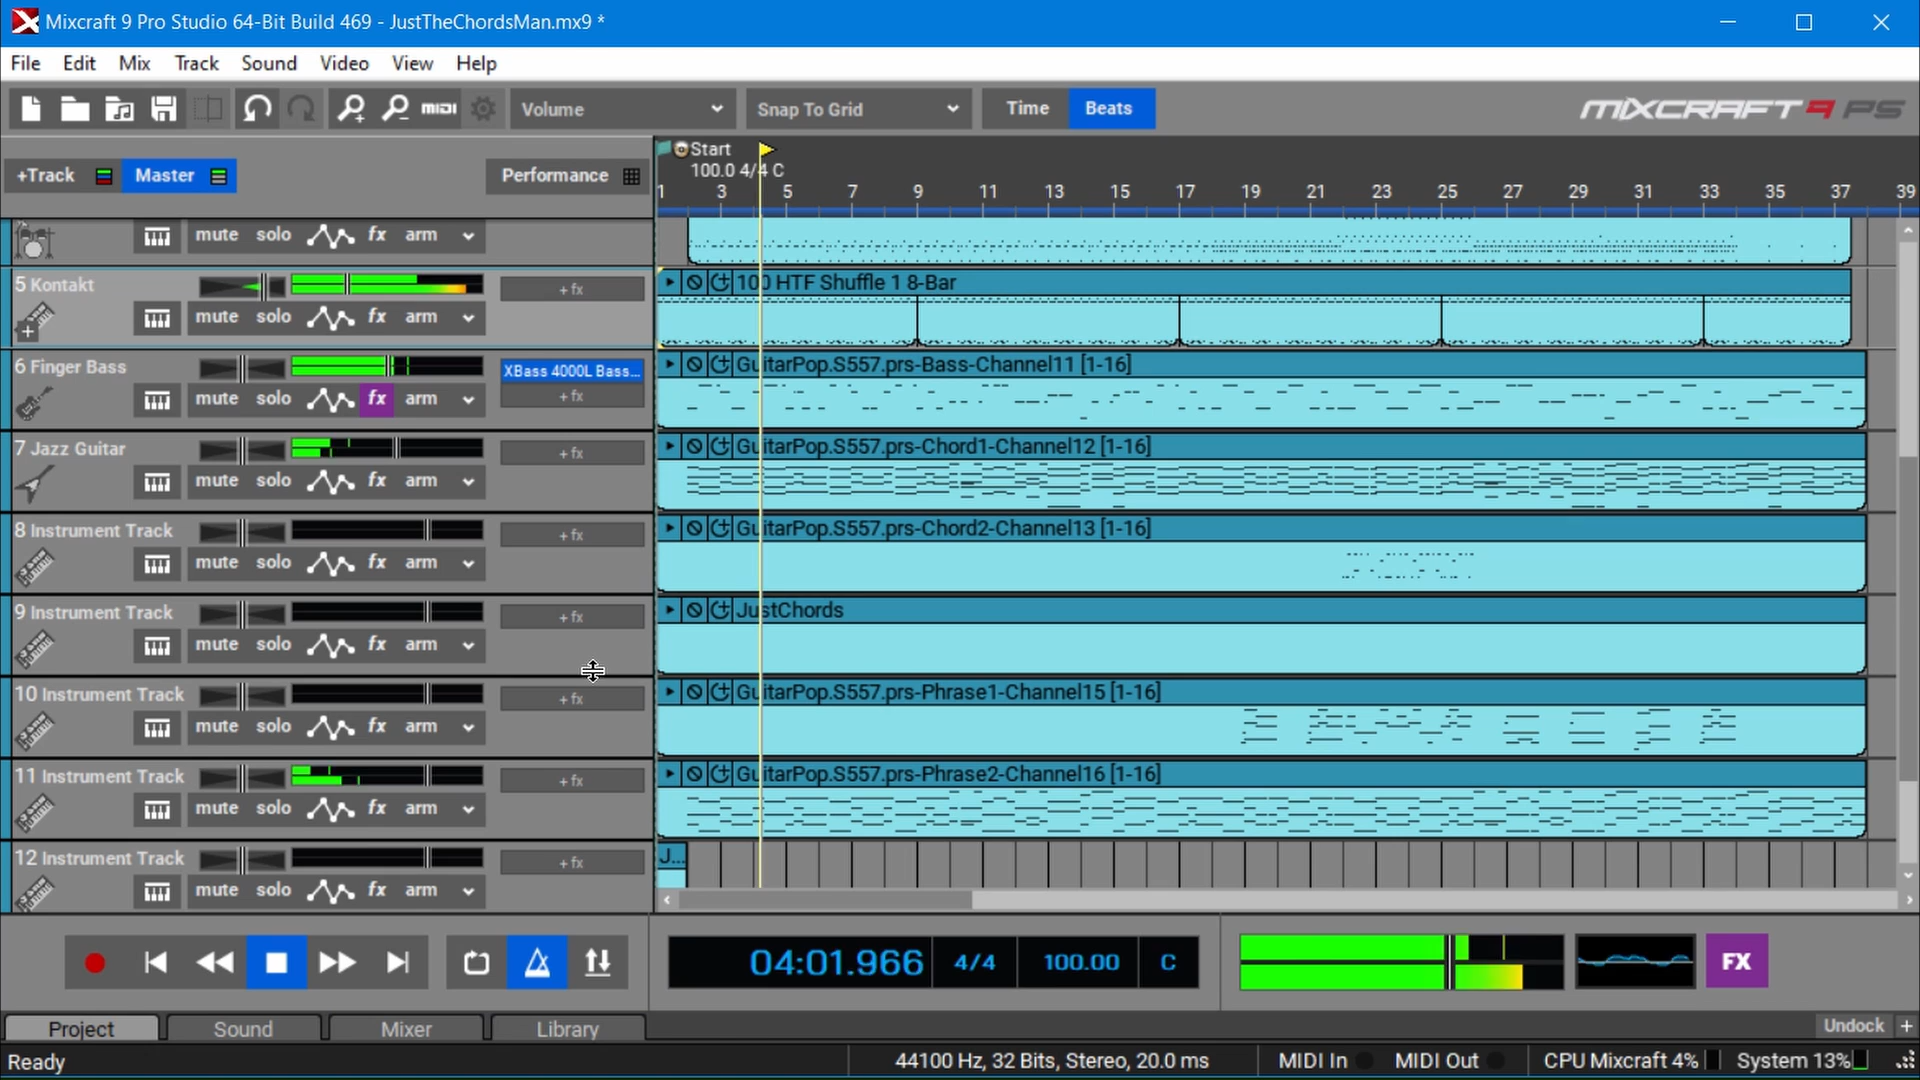 Mixcraft 9 Pro Studio 64-Bit Build 469 - JustTheChordsMan.mx9 *
File Edit Mix Track Sound Video View Help
MIDI Volume Snap To Grid Time Beats MIXCRAFT 9 PS
+Track Master Performance
Start
100.0 4/4 C
1 3 5 7 9 11 13 15 17 19 21 23 25 27 29 31 33 35 37 39
mute solo fx arm
5 Kontakt +fx 100 HTF Shuffle 1 8-Bar
mute solo fx arm
6 Finger Bass XBass 4000L Bass... GuitarPop.S557.prs-Bass-Channel11 [1-16]
mute solo fx arm +fx
7 Jazz Guitar +fx GuitarPop.S557.prs-Chord1-Channel12 [1-16]
mute solo fx arm
8 Instrument Track +fx GuitarPop.S557.prs-Chord2-Channel13 [1-16]
mute solo fx arm
9 Instrument Track +fx JustChords
mute solo fx arm
10 Instrument Track +fx GuitarPop.S557.prs-Phrase1-Channel15 [1-16]
mute solo fx arm
11 Instrument Track +fx GuitarPop.S557.prs-Phrase2-Channel16 [1-16]
mute solo fx arm
12 Instrument Track +fx J...
mute solo fx arm
04:01.966 4/4 100.00 C FX
Project Sound Mixer Library Undock +
Ready 44100 Hz, 32 Bits, Stereo, 20.0 ms MIDI In MIDI Out CPU Mixcraft 4% System 13%